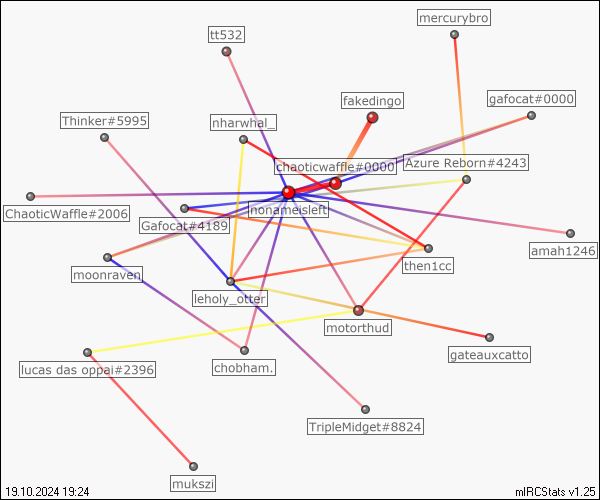 mercurybro
tt532
fakedingo
gafocat#0000
Thinker#5995
nharwhal_
chaoticwaffle#0000
Azure Reborn#4243
ChaoticWaffle#2006
Gafocat#4189
nonameisleft
amah1246
then1cc
moonraven
leholy_otter
motorthud
gateauxcatto
lucas das oppai#2396
chobham.
TripleMidget#8824
mukszi
19.10.2024 19:24
mIRCStats v1.25